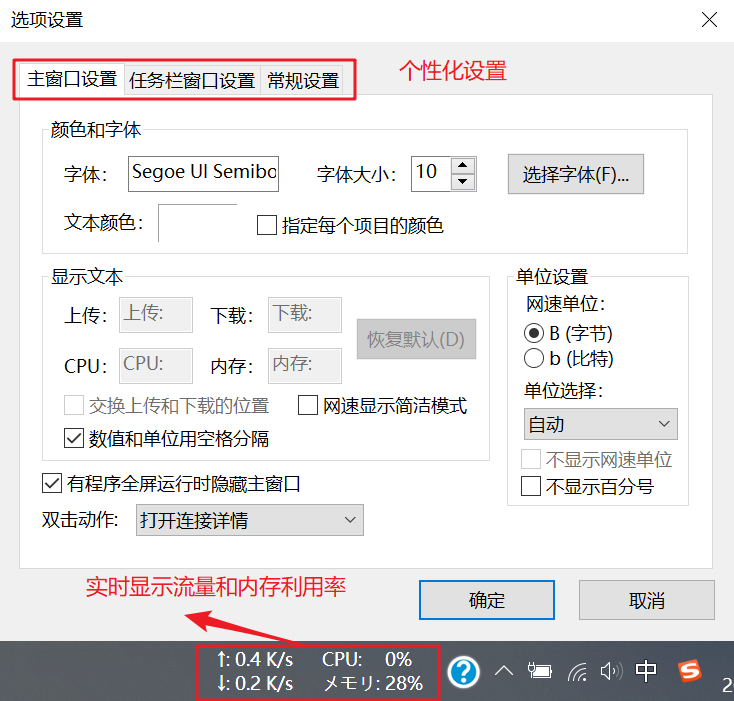 选项设置
主窗口设置 任务栏窗口设置 常规设置
个性化设置
颜色和字体
字体: Segoe UI Semibo 字体大小: 10 选择字体(F)...
文本颜色: 指定每个项目的颜色
显示文本
上传: 上传: 下载: 下载:
恢复默认(D)
CPU: CPU: 内存: 内存:
交换上传和下载的位置 网速显示简洁模式
数值和单位用空格分隔
单位设置
网速单位:
B (字节)
b (比特)
单位选择:
自动
不显示网速单位
不显示百分号
有程序全屏运行时隐藏主窗口
双击动作: 打开连接详情
实时显示流量和内存利用率
确定 取消
↑: 0.4 K/s CPU: 0%
↓: 0.2 K/s メモリ: 28%
? 中 S
2